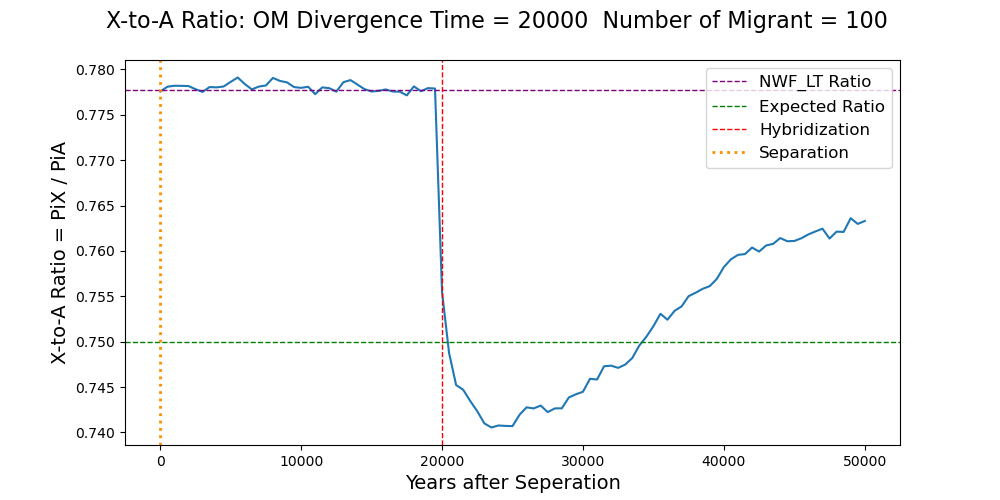 X-to-A Ratio: OM Divergence Time = 20000  Number of Migrant = 100
X-to-A Ratio = PiX / PiA
0.780
0.775
0.770
0.765
0.760
0.755
0.750
0.745
0.740
NWF_LT Ratio
Expected Ratio
Hybridization
Separation
0 10000 20000 30000 40000 50000
Years after Seperation